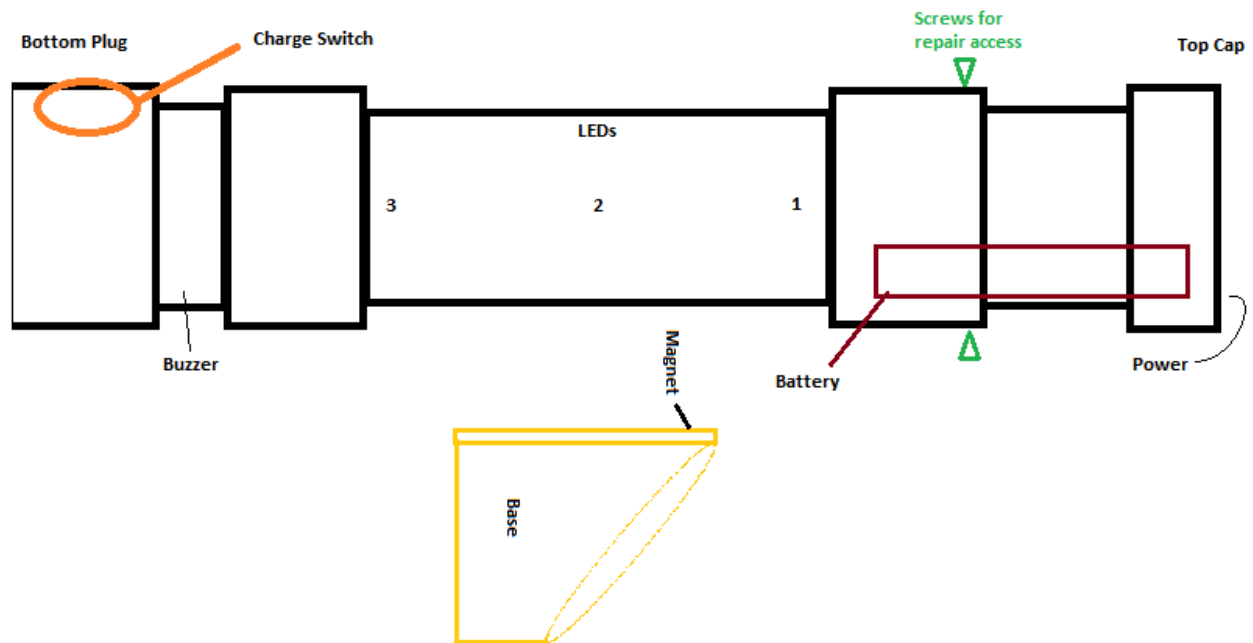 Bottom Plug
Charge Switch
Screws for
repair access
Top Cap
LEDs
3
2
1
Buzzer
Magnet
Battery
Power
Base